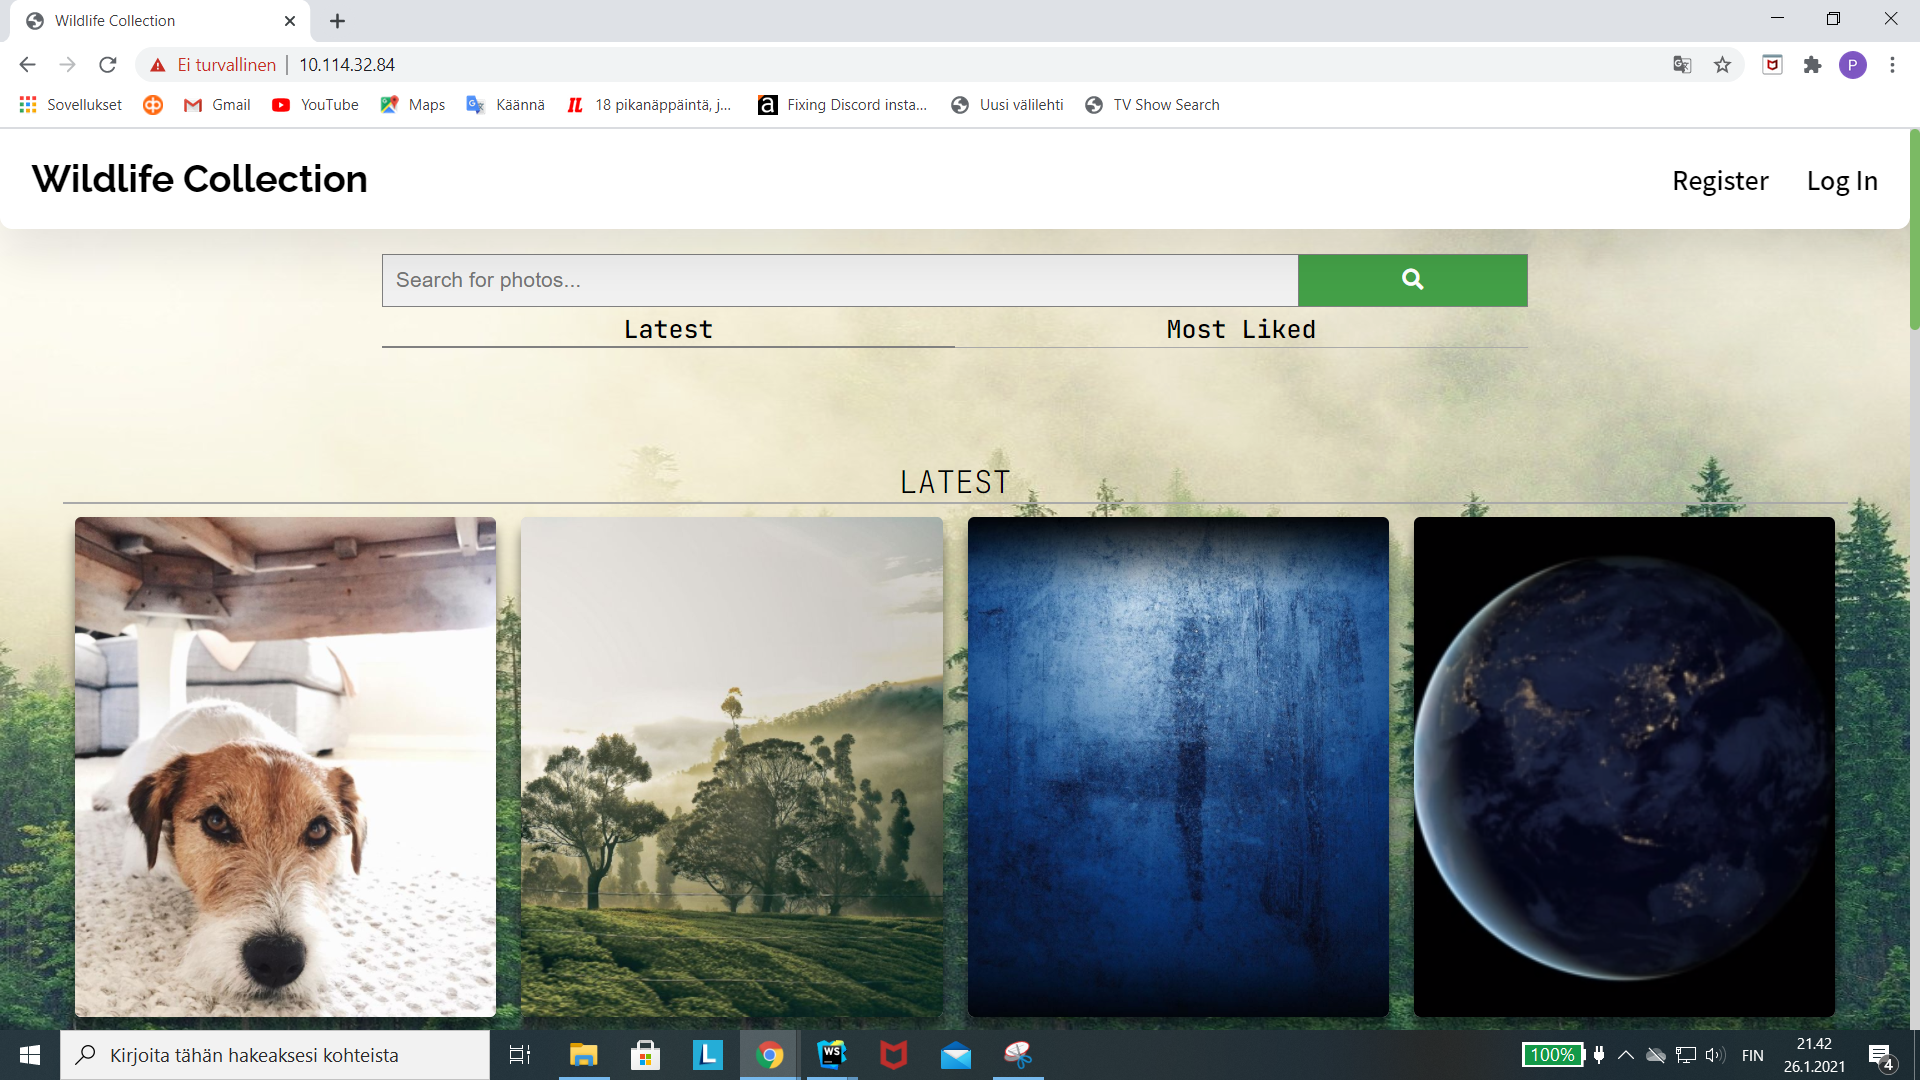 Wildlife Collection
Ei turvallinen
10.114.32.84
P
Sovellukset
Gmail
YouTube
Maps
Käännä
18 pikanäppäintä, j...
Fixing Discord insta...
Uusi välilehti
TV Show Search
Wildlife Collection
Register
Log In
Search for photos...
Latest
Most Liked
LATEST
Kirjoita tähän hakeaksesi kohteista
L
WS
100%
FIN
21.42
26.1.2021
4